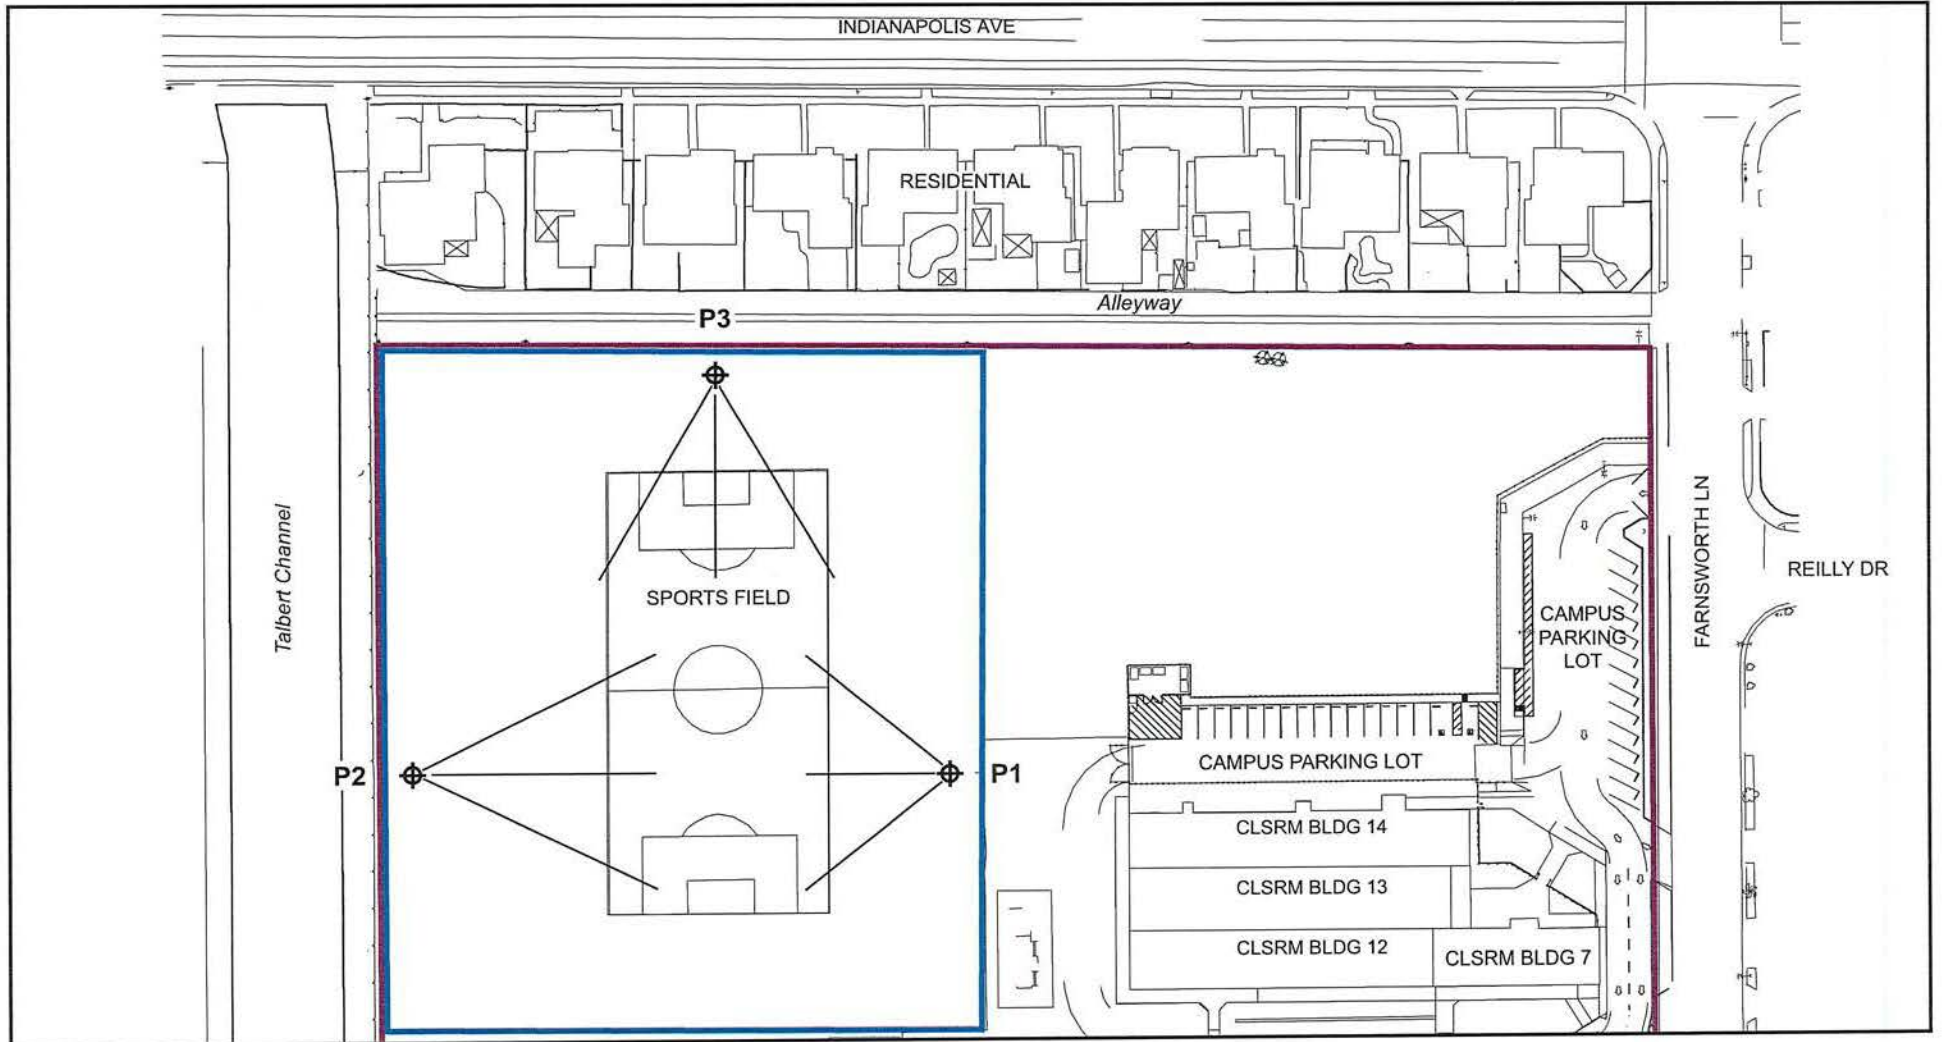 INDIANAPOLIS AVE
RESIDENTIAL
Alleyway
P3
Talbert Channel
SPORTS FIELD
CAMPUS
PARKING
LOT
FARNSWORTH LN
REILLY DR
P2
P1
CAMPUS PARKING LOT
CLSRM BLDG 14
CLSRM BLDG 13
CLSRM BLDG 12
CLSRM BLDG 7